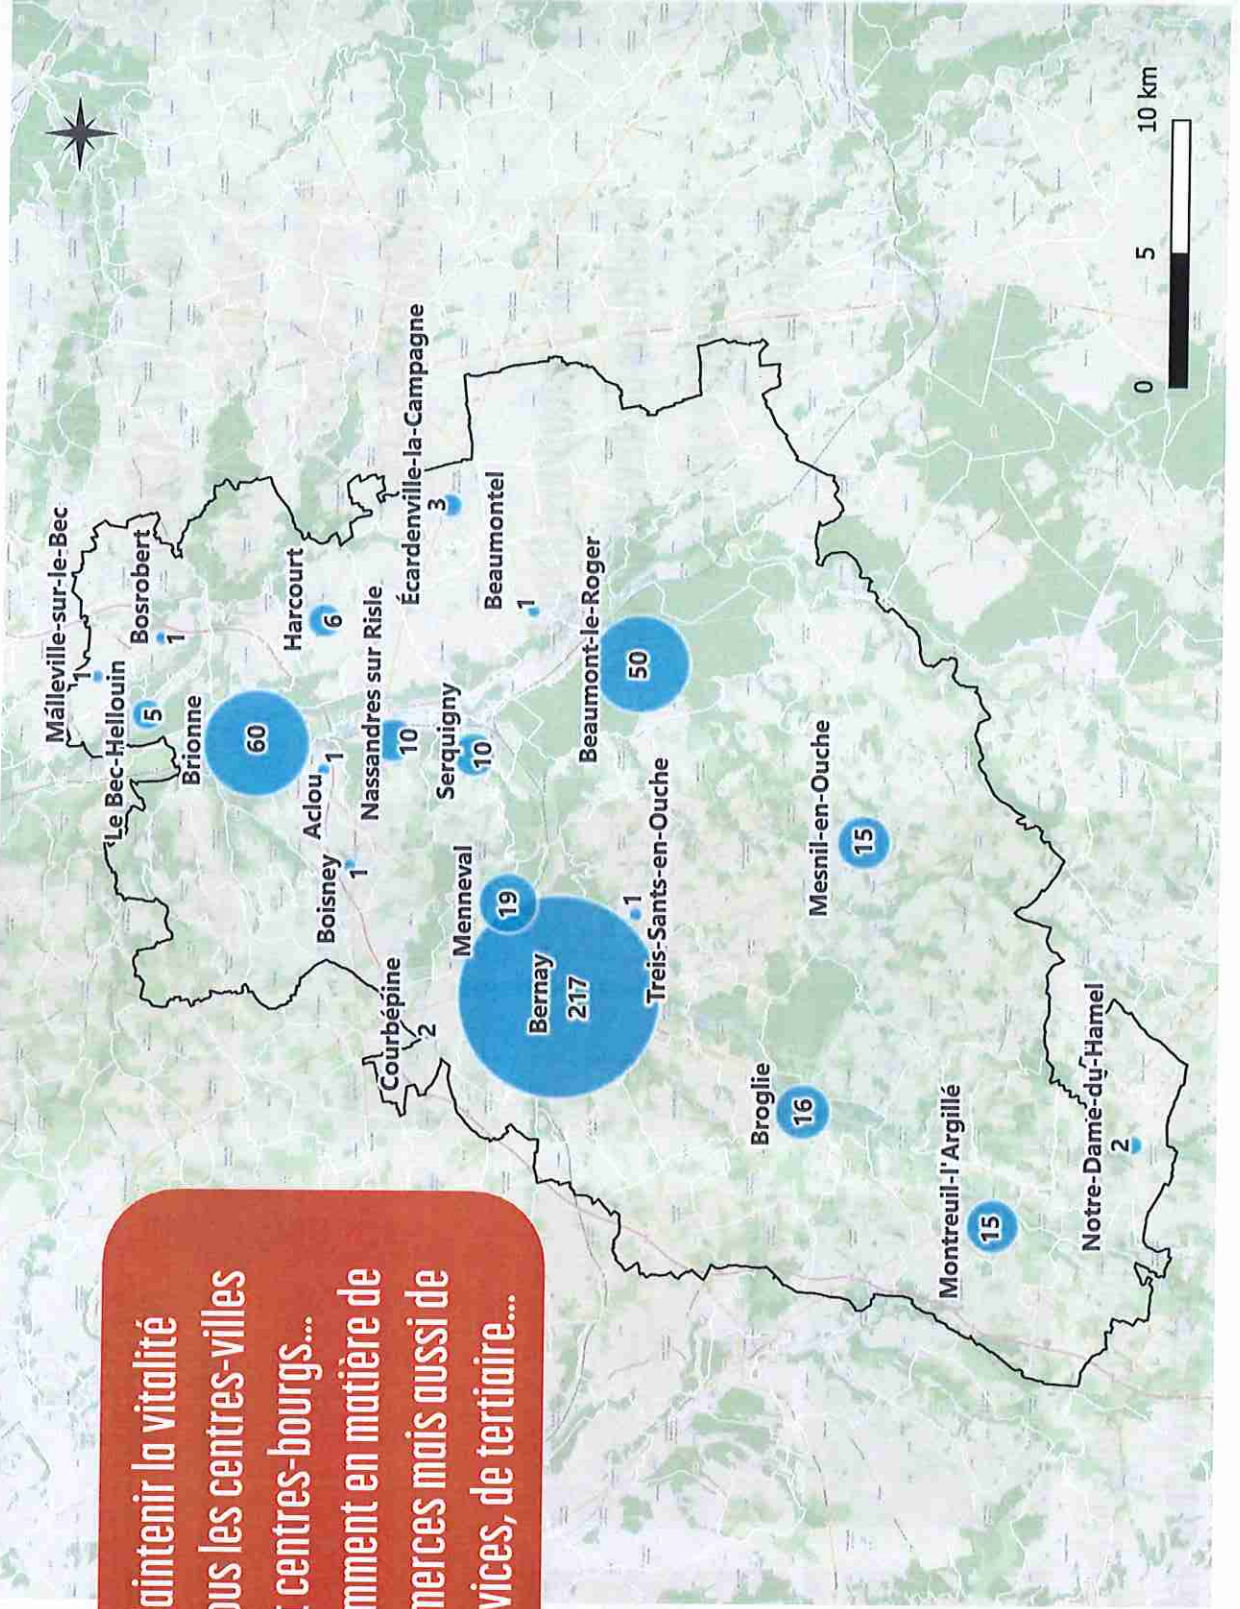 aintenir la vitalité
ous les centres-villes
t centres-bourgs...
mment en matière de
merces mais aussi de
vices, de tertiaire...
Malleville-sur-le-Bec
1
Le Bec-Hellouin
5
Bosrobert
1
Brionne
60
Harcourt
6
Aclou
1
Boisney
1
Nassandres sur Risle
10
Écardenville-la-Campagne
3
Serquigny
10
Beaumontel
1
Courbépine
2
Menneval
19
Bernay
217
Beaumont-le-Roger
50
1
Treis-Sants-en-Ouche
Broglie
16
Mesnil-en-Ouche
15
Montreuil-l'Argillé
15
Notre-Dame-du-Hamel
2
0 5 10 km